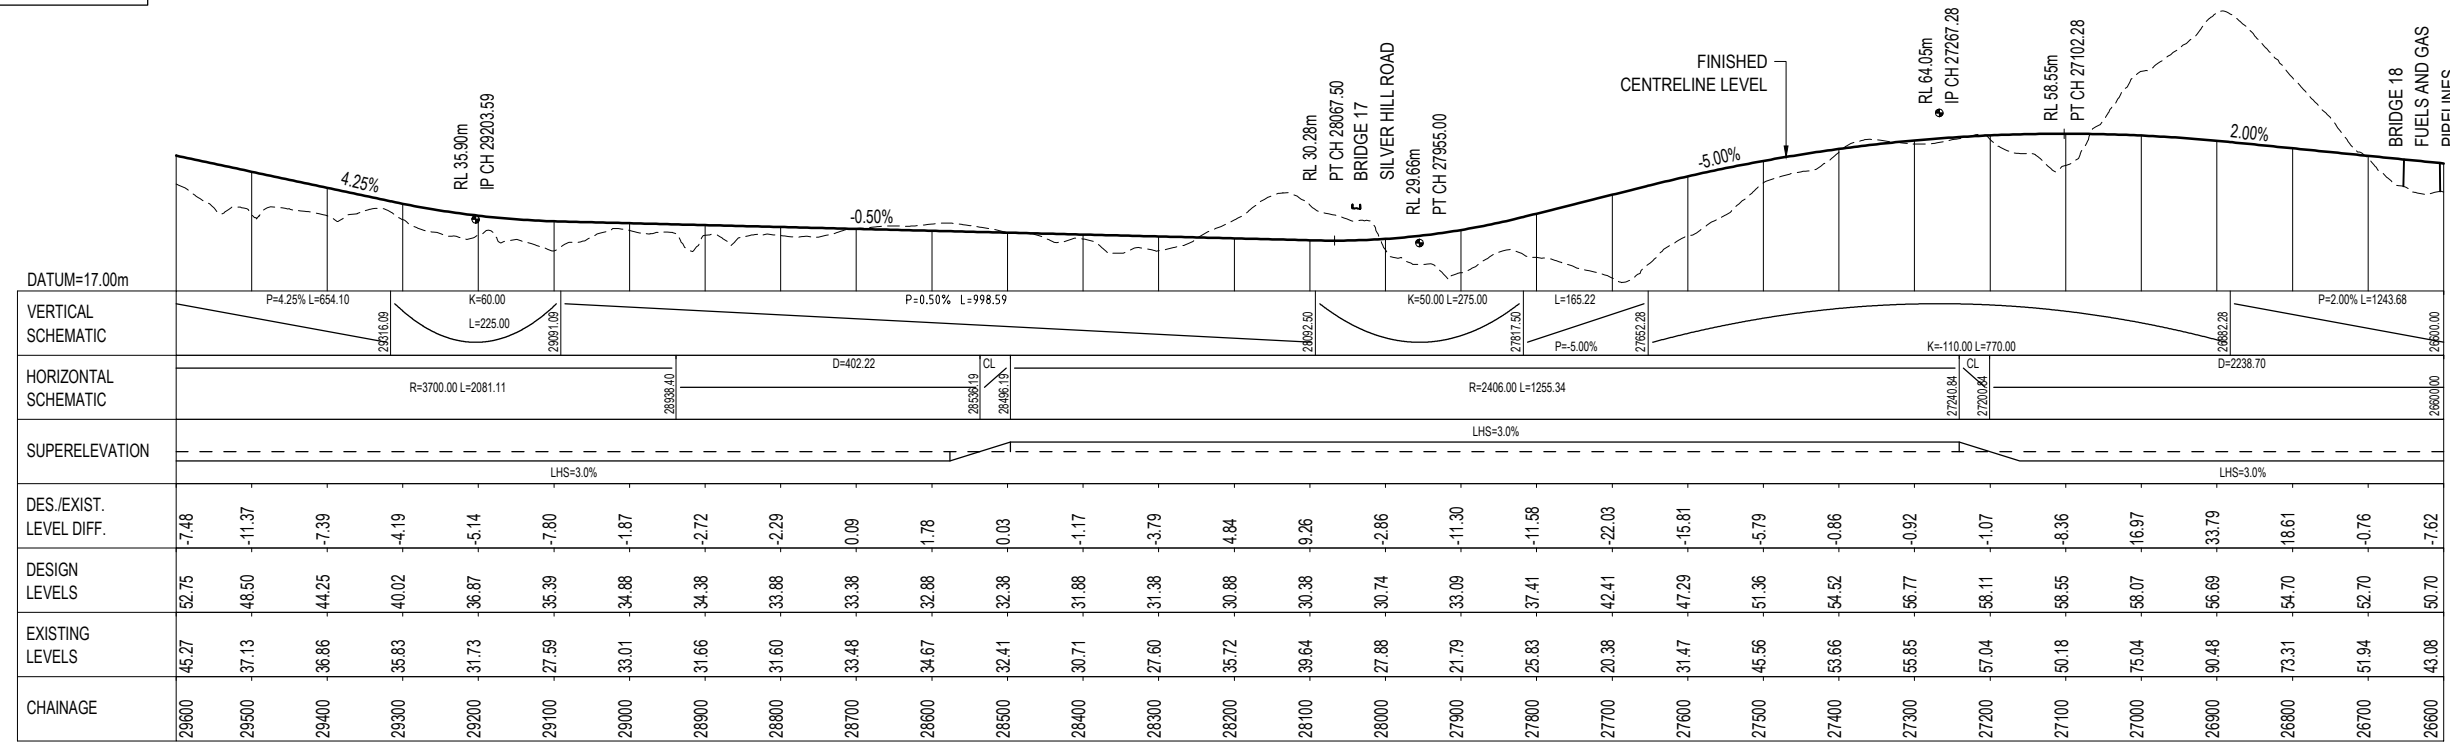 RL 35.90m
IP CH 29203.59
RL 30.28m
PT CH 28067.50
BRIDGE 17
SILVER HILL ROAD
RL 29.66m
PT CH 27955.00
FINISHED
CENTRELINE LEVEL
RL 64.05m
IP CH 27267.28
RL 58.55m
PT CH 27102.28
BRIDGE 18
FUELS AND GAS
PIPELINES
4.25%
-0.50%
-5.00%
2.00%
DATUM=17.00m
VERTICAL
SCHEMATIC
P=4.25% L=654.10
29316.09
K=60.00
L=225.00
29091.09
P=0.50% L=998.59
28092.50
K=50.00 L=275.00
27817.50
L=165.22
P=-5.00%
27652.28
K=-110.00 L=770.00
26882.28
P=2.00% L=1243.68
26600.00
HORIZONTAL
SCHEMATIC
R=3700.00 L=2081.11
28938.40
D=402.22
28536.19
CL
28496.19
R=2406.00 L=1255.34
27240.84
CL
27200.84
D=2238.70
26600.00
SUPERELEVATION
LHS=3.0%
LHS=3.0%
LHS=3.0%
DES./EXIST.
LEVEL DIFF.
-7.48 -11.37 -7.39 -4.19 -5.14 -7.80 -1.87 -2.72 -2.29 0.09 1.78 0.03 -1.17 -3.79 4.84 9.26 -2.86 -11.30 -11.58 -22.03 -15.81 -5.79 -0.86 -0.92 -1.07 -8.36 16.97 33.79 18.61 -0.76 -7.62
DESIGN
LEVELS
52.75 48.50 44.25 40.02 36.87 35.39 34.88 34.38 33.88 33.38 32.88 32.38 31.88 31.38 30.88 30.38 30.74 33.09 37.41 42.41 47.29 51.36 54.52 56.77 58.11 58.55 58.07 56.69 54.70 52.70 50.70
EXISTING
LEVELS
45.27 37.13 36.86 35.83 31.73 27.59 33.01 31.66 31.60 33.48 34.67 32.41 30.71 27.60 35.72 39.64 27.88 21.79 25.83 20.38 31.47 45.56 53.66 55.85 57.04 50.18 75.04 90.48 73.31 51.94 43.08
CHAINAGE
29600 29500 29400 29300 29200 29100 29000 28900 28800 28700 28600 28500 28400 28300 28200 28100 28000 27900 27800 27700 27600 27500 27400 27300 27200 27100 27000 26900 26800 26700 26600